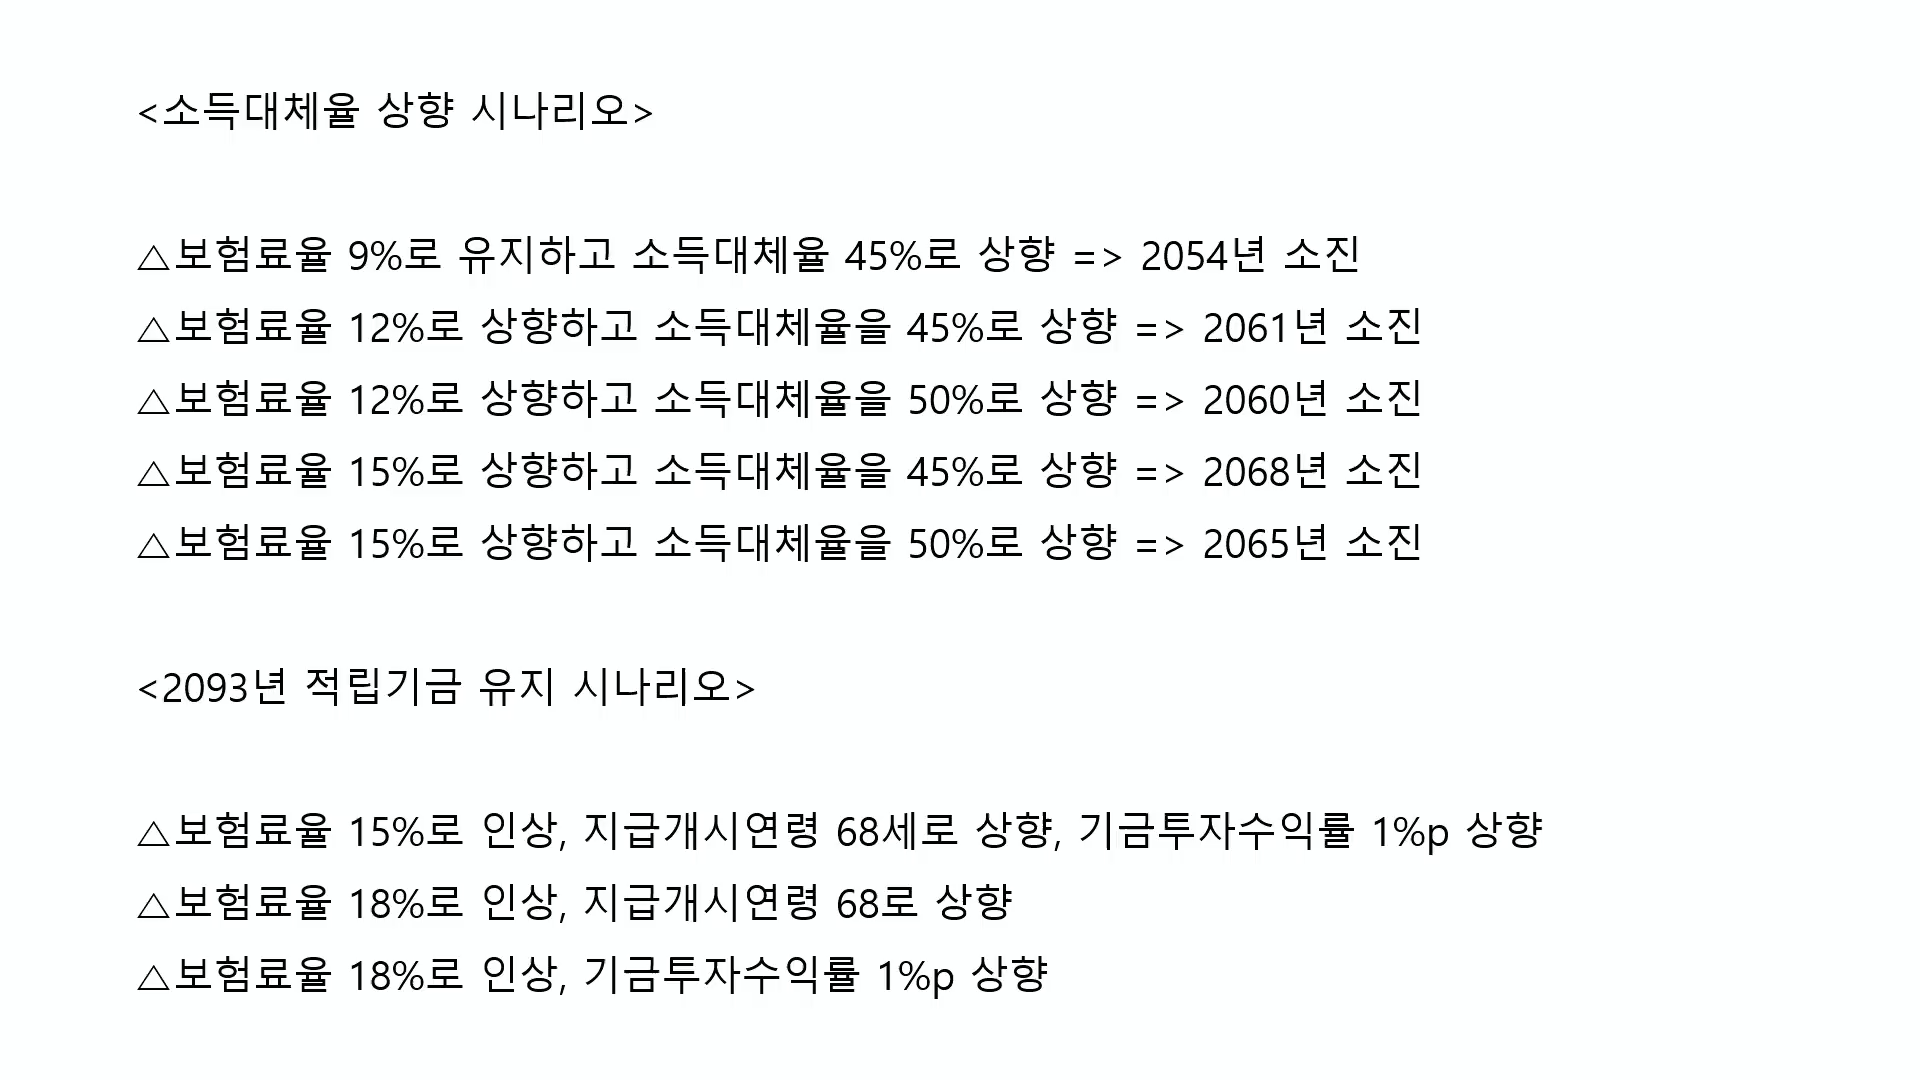 <소득대체율 상향 시나리오>
△보험료율 9%로 유지하고 소득대체율 45%로 상향 => 2054년 소진
△보험료율 12%로 상향하고 소득대체율을 45%로 상향 => 2061년 소진
△보험료율 12%로 상향하고 소득대체율을 50%로 상향 => 2060년 소진
△보험료율 15%로 상향하고 소득대체율을 45%로 상향 => 2068년 소진
△보험료율 15%로 상향하고 소득대체율을 50%로 상향 => 2065년 소진
<2093년 적립기금 유지 시나리오>
△보험료율 15%로 인상, 지급개시연령 68세로 상향, 기금투자수익률 1%p 상향
△보험료율 18%로 인상, 지급개시연령 68로 상향
△보험료율 18%로 인상, 기금투자수익률 1%p 상향